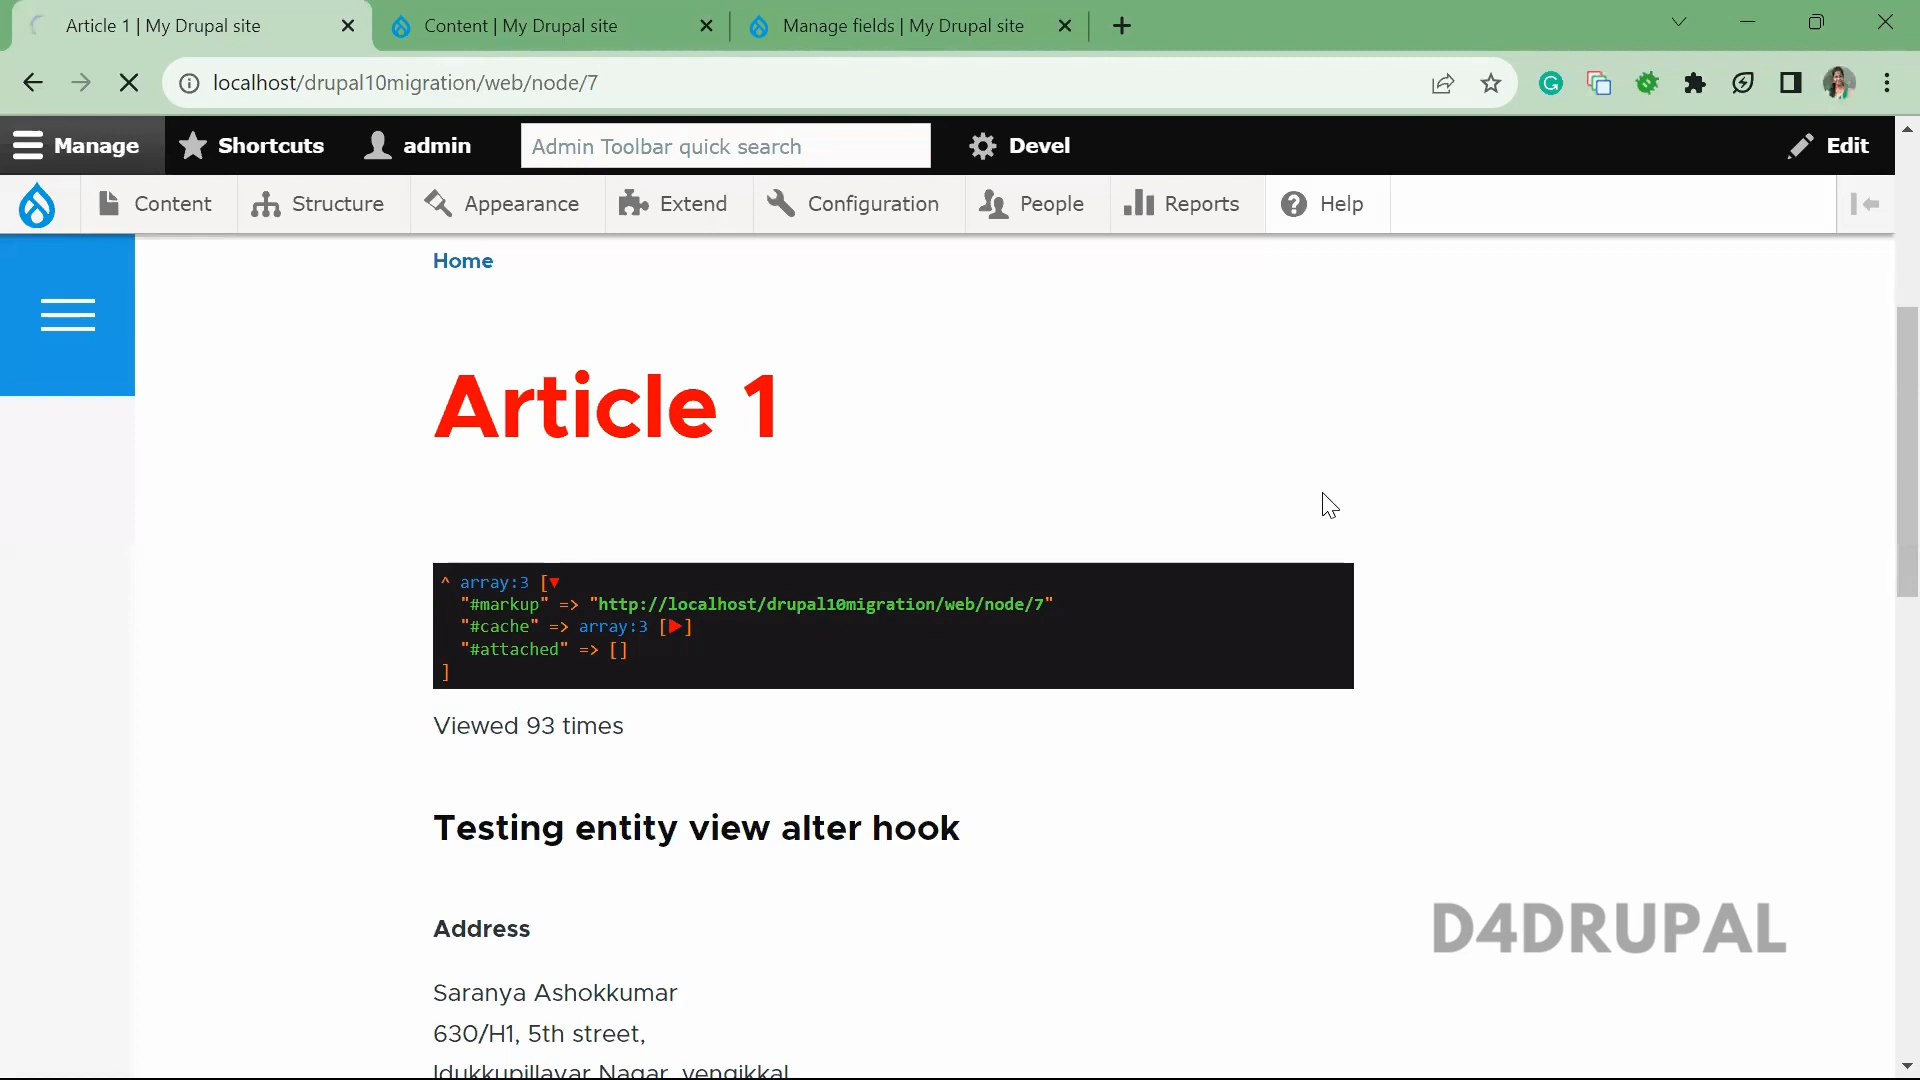 Article 1 | My Drupal site
Content | My Drupal site
Manage fields | My Drupal site
localhost/drupal10migration/web/node/7
Manage
Shortcuts
admin
Admin Toolbar quick search
Devel
Edit
Content
Structure
Appearance
Extend
Configuration
People
Reports
Help
Home
Article 1
^ array:3 [▼
"#markup" => "http://localhost/drupal10migration/web/node/7"
"#cache" => array:3 [▶]
"#attached" => []
]
Viewed 93 times
Testing entity view alter hook
Address
D4DRUPAL
Saranya Ashokkumar
630/H1, 5th street,
Idukkupillayar Nagar, vengikkal